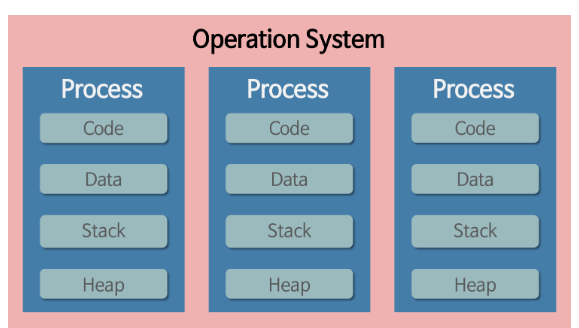 Operation System
Process
Code
Data
Stack
Heap
Process
Code
Data
Stack
Heap
Process
Code
Data
Stack
Heap